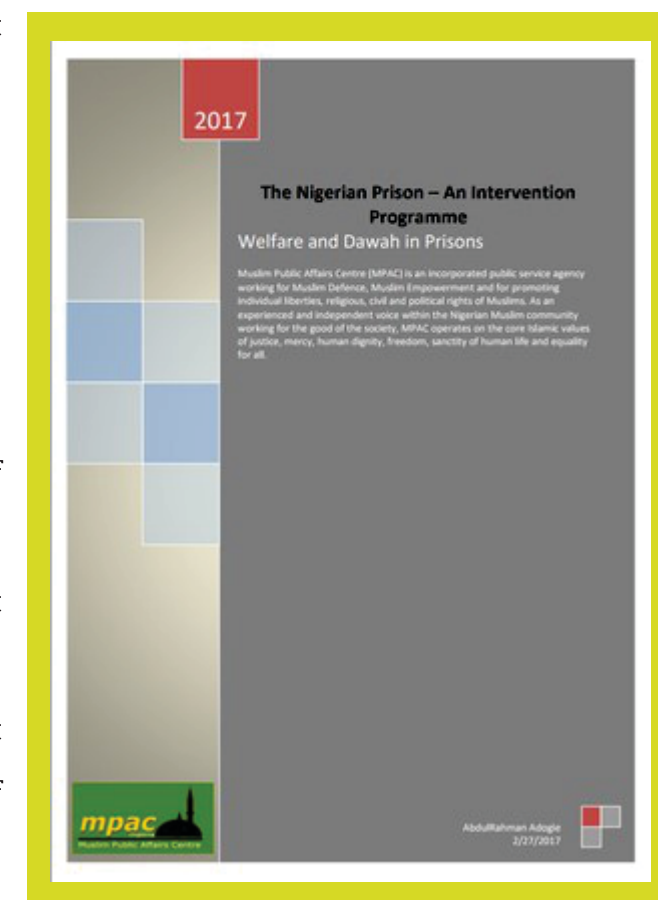 2017
The Nigerian Prison – An Intervention
Programme
Welfare and Dawah in Prisons
Muslim Public Affairs Centre (MPAC) is an incorporated public service agency
working for Muslim Defence, Muslim Empowerment and for promoting
individual liberties, religious, civil and political rights of Muslims. As an
experienced and independent voice within the Nigerian Muslim community
working for the good of the society, MPAC operates on the core Islamic values
of justice, mercy, human dignity, freedom, sanctity of human life and equality
for all.
mpac
Muslim Public Affairs Centre
AbdulRahman Adogie
2/27/2017